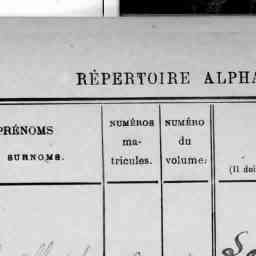 RÉPERTOIRE ALPHA
PRÉNOMS
SURNOMS.
NUMÉROS
ma-
tricules.
NUMÉRO
du
volume:
(Il doi